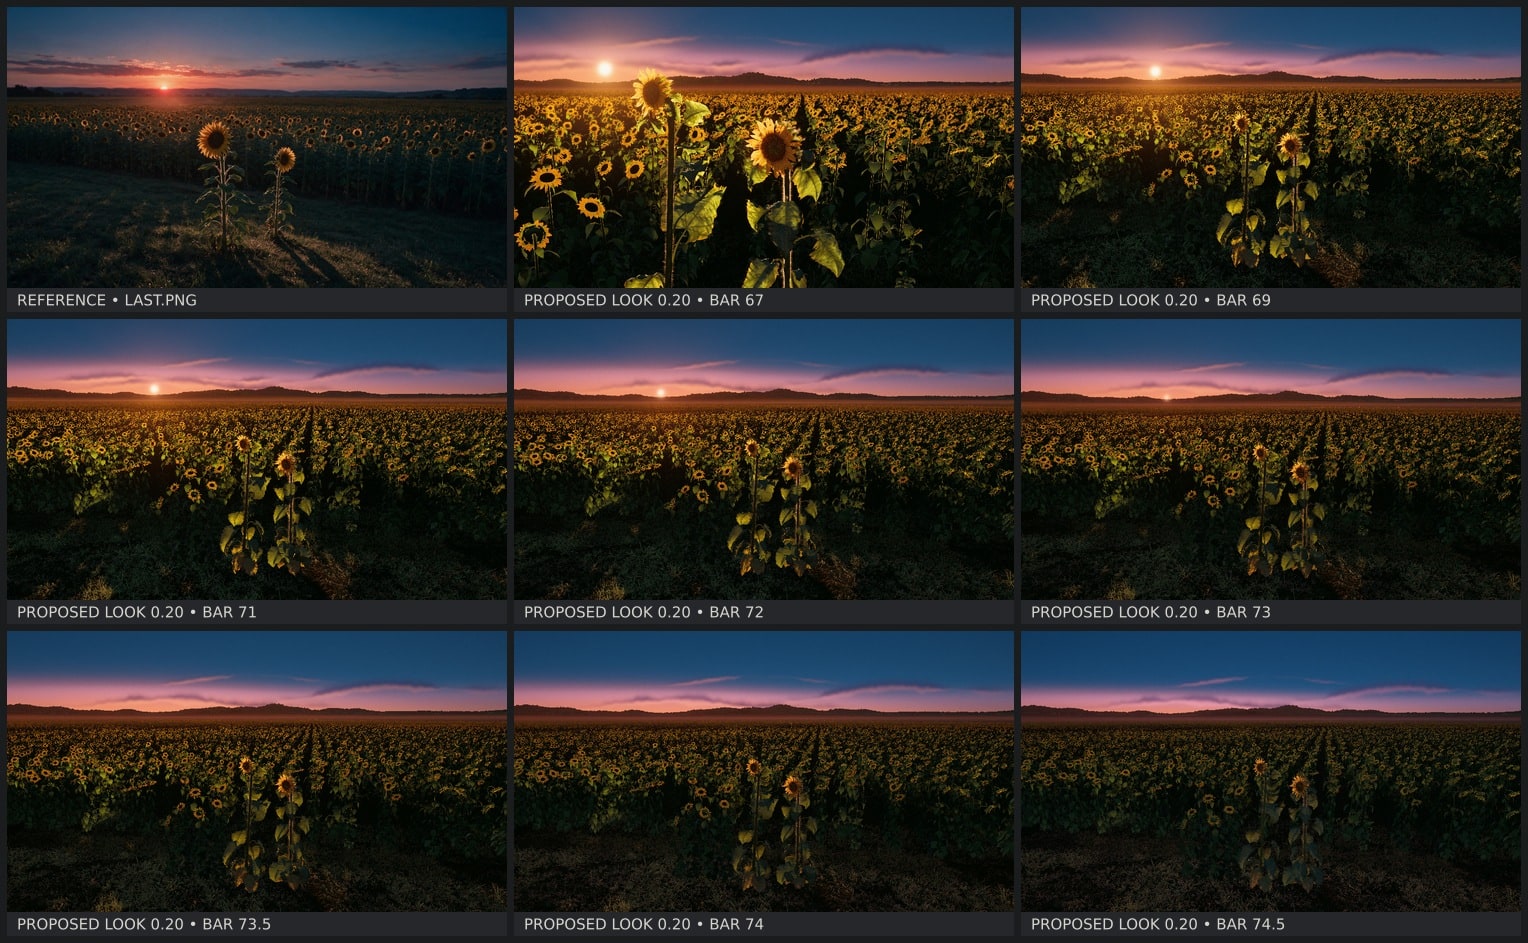 REFERENCE • LAST.PNG
PROPOSED LOOK 0.20 • BAR 67
PROPOSED LOOK 0.20 • BAR 69
PROPOSED LOOK 0.20 • BAR 71
PROPOSED LOOK 0.20 • BAR 72
PROPOSED LOOK 0.20 • BAR 73
PROPOSED LOOK 0.20 • BAR 73.5
PROPOSED LOOK 0.20 • BAR 74
PROPOSED LOOK 0.20 • BAR 74.5